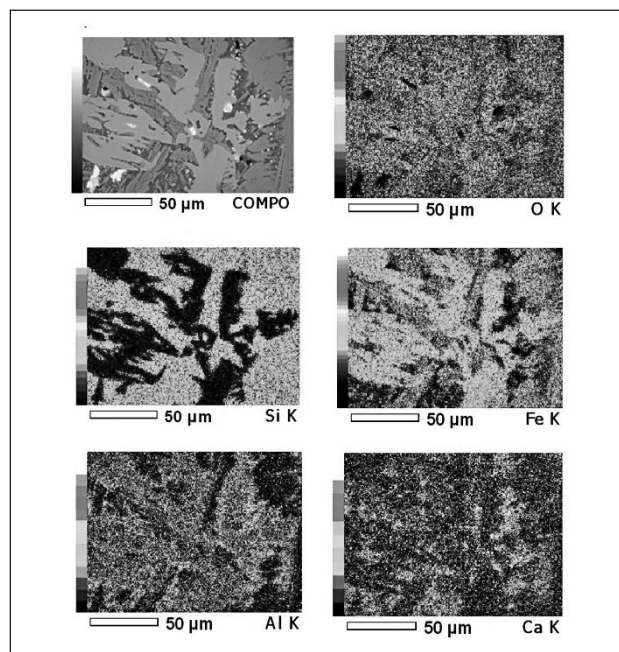 50 µm COMPO
50 µm O K
50 µm Si K
50 µm Fe K
50 µm Al K
50 µm Ca K